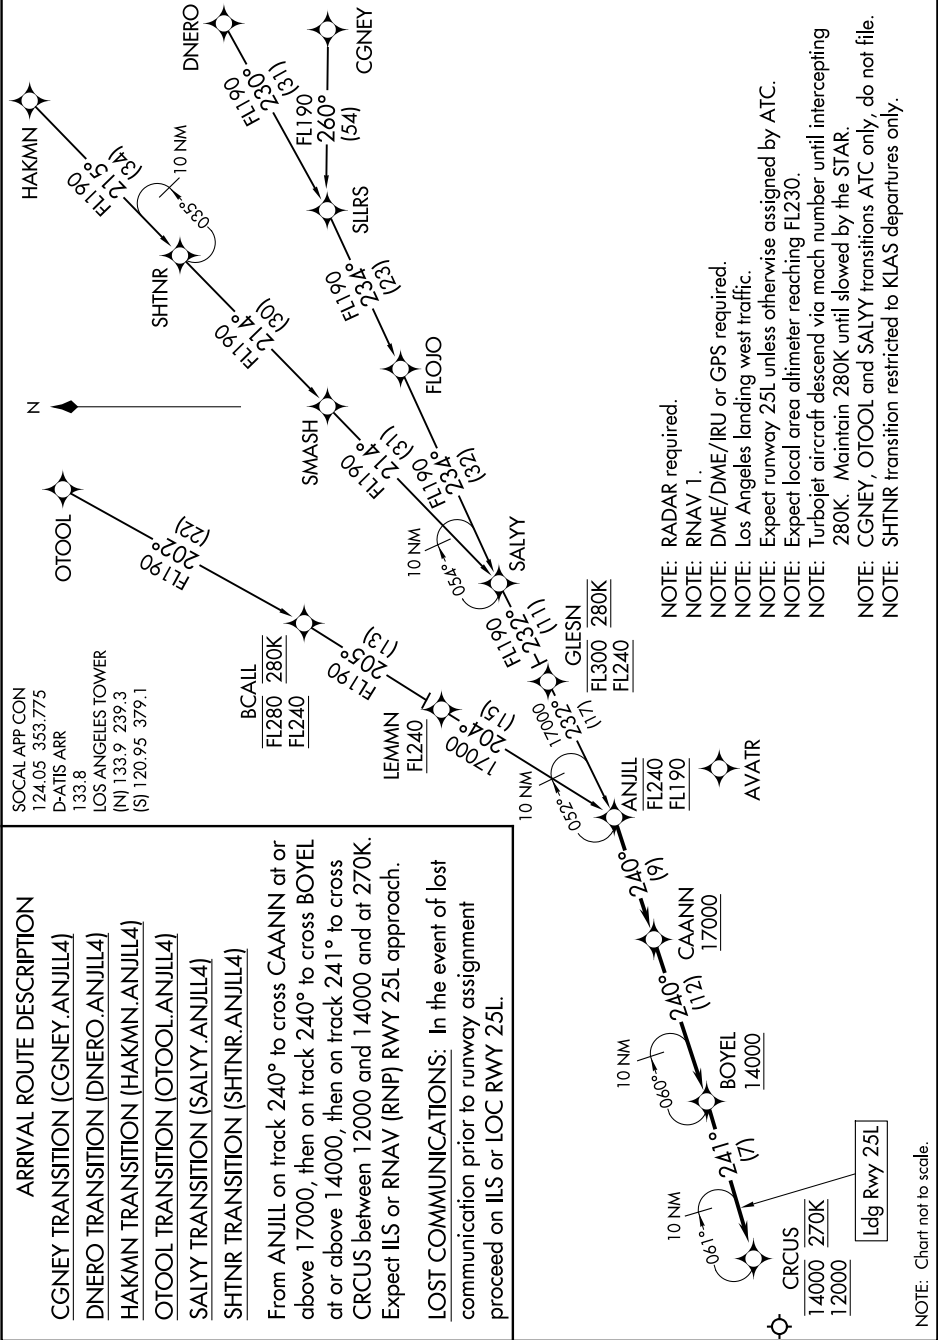 ARRIVAL ROUTE DESCRIPTION
CGNEY TRANSITION (CGNEY.ANJLL4)
DNERO TRANSITION (DNERO.ANJLL4)
HAKMN TRANSITION (HAKMN.ANJLL4)
OTOOL TRANSITION (OTOOL.ANJLL4)
SALYY TRANSITION (SALYY.ANJLL4)
SHTNR TRANSITION (SHTNR.ANJLL4)
From ANJLL on track 240° to cross CAANN at or
above 17000, then on track 240° to cross BOYEL
at or above 14000, then on track 241° to cross
CRCUS between 12000 and 14000 and at 270K.
Expect ILS or RNAV (RNP) RWY 25L approach.
LOST COMMUNICATIONS: In the event of lost
communication prior to runway assignment
proceed on ILS or LOC RWY 25L.
SOCAL APP CON
124.05 353.775
D-ATIS ARR
133.8
LOS ANGELES TOWER
(N) 133.9 239.3
(S) 120.95 379.1
N
OTOOL
FL190
202°
(22)
BCALL
FL280 280K
FL240
FL190
205°
(13)
LEMMN
FL240
17000
204°
(15)
HAKMN
FL190
215°
(34)
SHTNR
10 NM
035°
FL190
214°
(30)
SMASH
FL190
214°
(31)
DNERO
FL190
230°
(31)
CGNEY
FL190
260°
(54)
SLLRS
FL190
234°
(23)
FLOJO
FL190
234°
(32)
SALYY
10 NM
054°
FL190
232°
(11)
GLESN
FL300 280K
FL240
17000
232°
(17)
ANJLL
FL240
FL190
10 NM
052°
AVATR
240°
(9)
CAANN
17000
240°
(12)
BOYEL
14000
10 NM
060°
241°
(7)
CRCUS
14000 270K
12000
10 NM
061°
Ldg Rwy 25L
NOTE: RADAR required.
NOTE: RNAV 1.
NOTE: DME/DME/IRU or GPS required.
NOTE: Los Angeles landing west traffic.
NOTE: Expect runway 25L unless otherwise assigned by ATC.
NOTE: Expect local area altimeter reaching FL230.
NOTE: Turbojet aircraft descend via mach number until intercepting
280K. Maintain 280K until slowed by the STAR.
NOTE: CGNEY, OTOOL and SALYY transitions ATC only, do not file.
NOTE: SHTNR transition restricted to KLAS departures only.
NOTE: Chart not to scale.